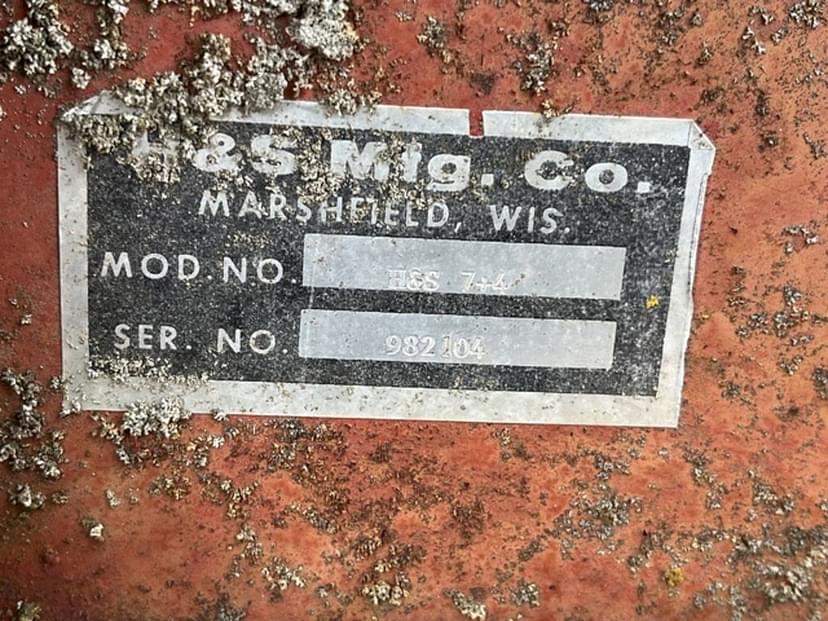 H&S Mfg. Co.
MARSHFIELD, WIS.
MOD. NO. H&S 7+4
SER. NO. 982104